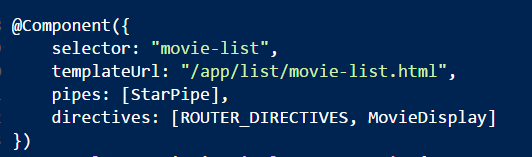 @Component({
    selector: "movie-list",
    templateUrl: "/app/list/movie-list.html",
    pipes: [StarPipe],
    directives: [ROUTER_DIRECTIVES, MovieDisplay]
})